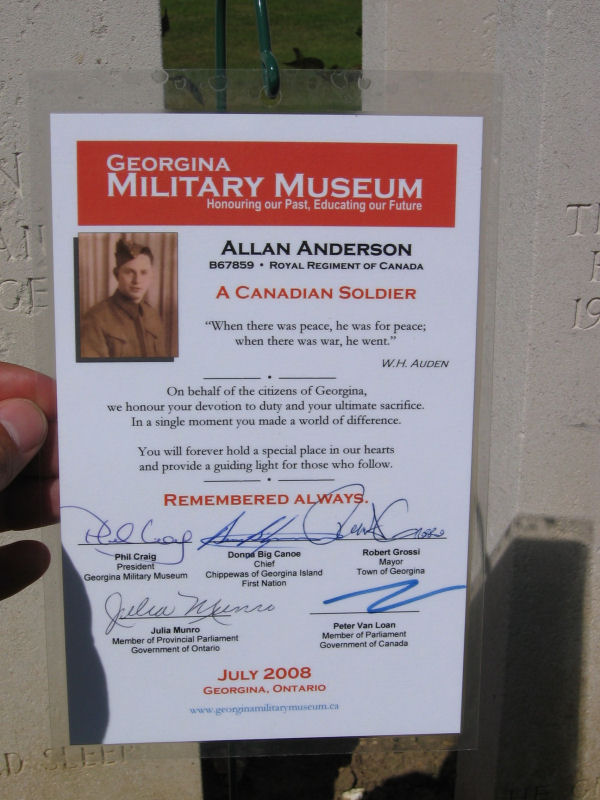 GEORGINA
MILITARY MUSEUM
Honouring our Past, Educating our Future
ALLAN ANDERSON
B67859 • ROYAL REGIMENT OF CANADA
A CANADIAN SOLDIER
“When there was peace, he was for peace;
when there was war, he went.”
W.H. AUDEN
On behalf of the citizens of Georgina,
we honour your devotion to duty and your ultimate sacrifice.
In a single moment you made a world of difference.
You will forever hold a special place in our hearts
and provide a guiding light for those who follow.
REMEMBERED ALWAYS.
Phil Craig
Phil Craig
President
Georgina Military Museum
Donna Big Canoe
Chief
Chippewas of Georgina Island
First Nation
Robert Grossi
Mayor
Town of Georgina
Julia Munro
Julia Munro
Member of Provincial Parliament
Government of Ontario
Peter Van Loan
Member of Parliament
Government of Canada
JULY 2008
GEORGINA, ONTARIO
www.georginamilitarymuseum.ca
SLEEP